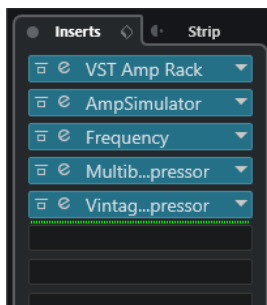 Inserts Strip
VST Amp Rack
AmpSimulator
Frequency
Multib...pressor
Vintag...pressor